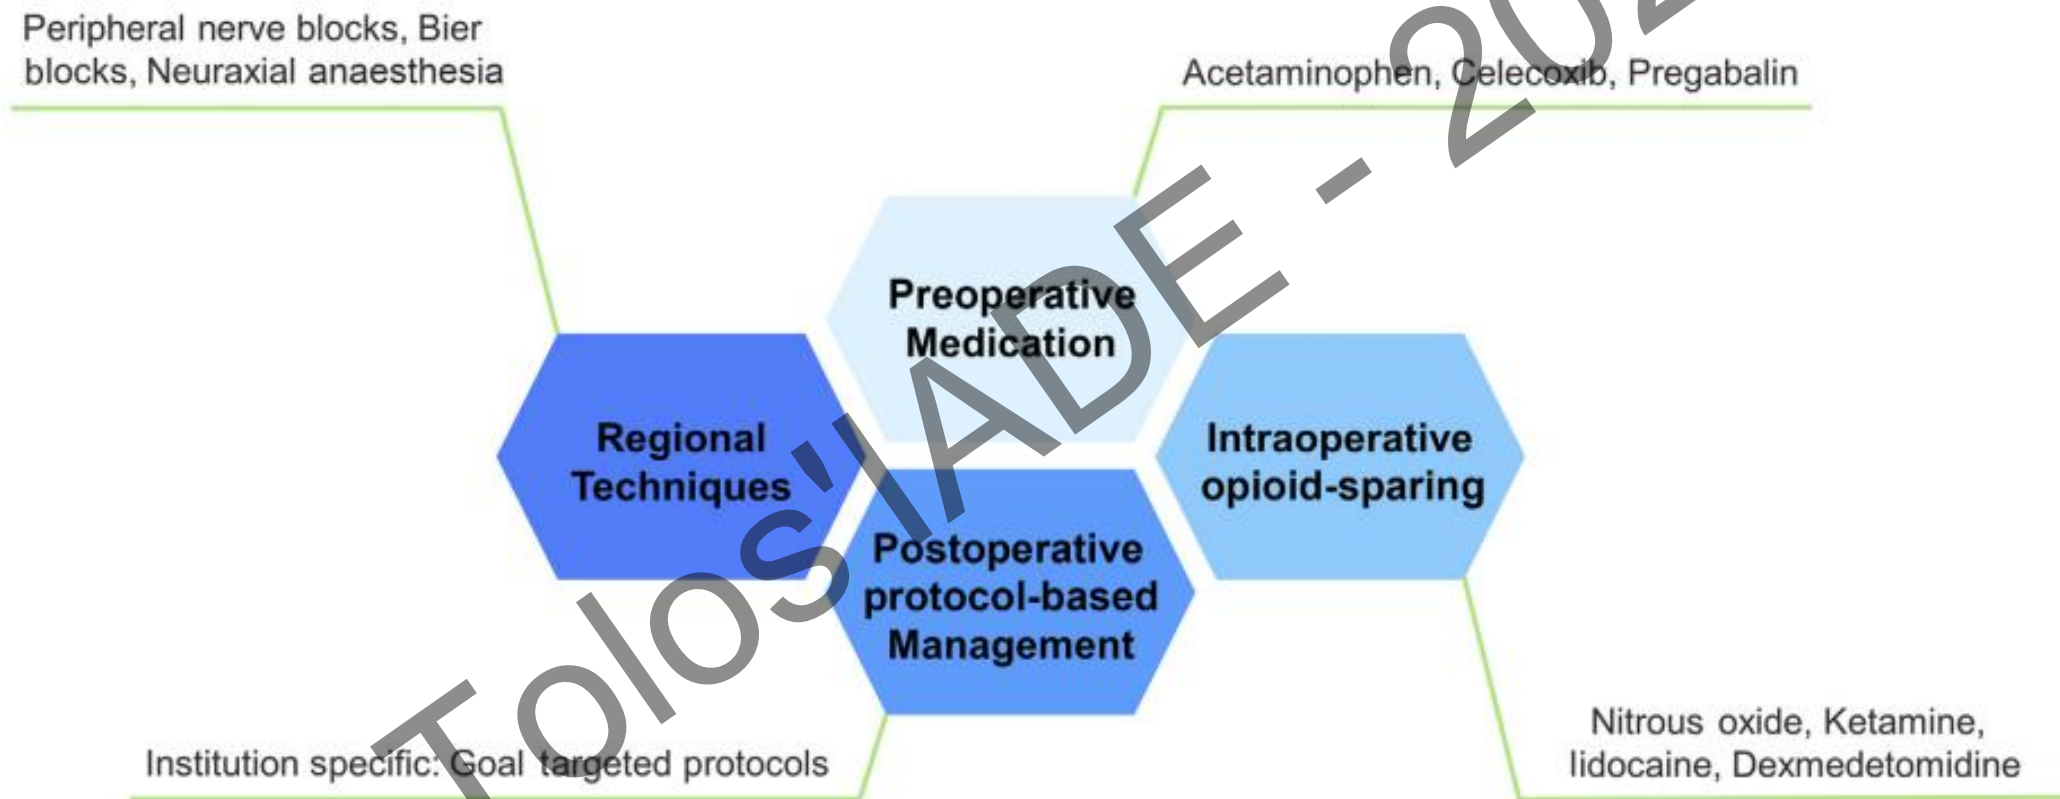 Peripheral nerve blocks, Bier
blocks, Neuraxial anaesthesia
Acetaminophen, Celecoxib, Pregabalin
Preoperative
Medication
Regional
Techniques
Intraoperative
opioid-sparing
Postoperative
protocol-based
Management
Institution specific: Goal targeted protocols
Nitrous oxide, Ketamine,
lidocaine, Dexmedetomidine
Tolos'IADE -